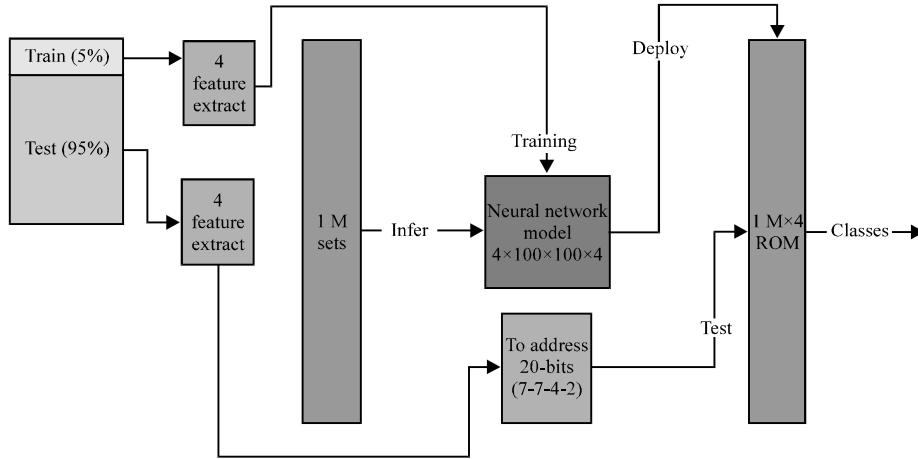 Train (5%)
Test (95%)
4
feature
extract
4
feature
extract
1 M
sets
Infer
Training
Neural network
model
4×100×100×4
To address
20-bits
(7-7-4-2)
Deploy
Test
1 M×4
ROM
Classes